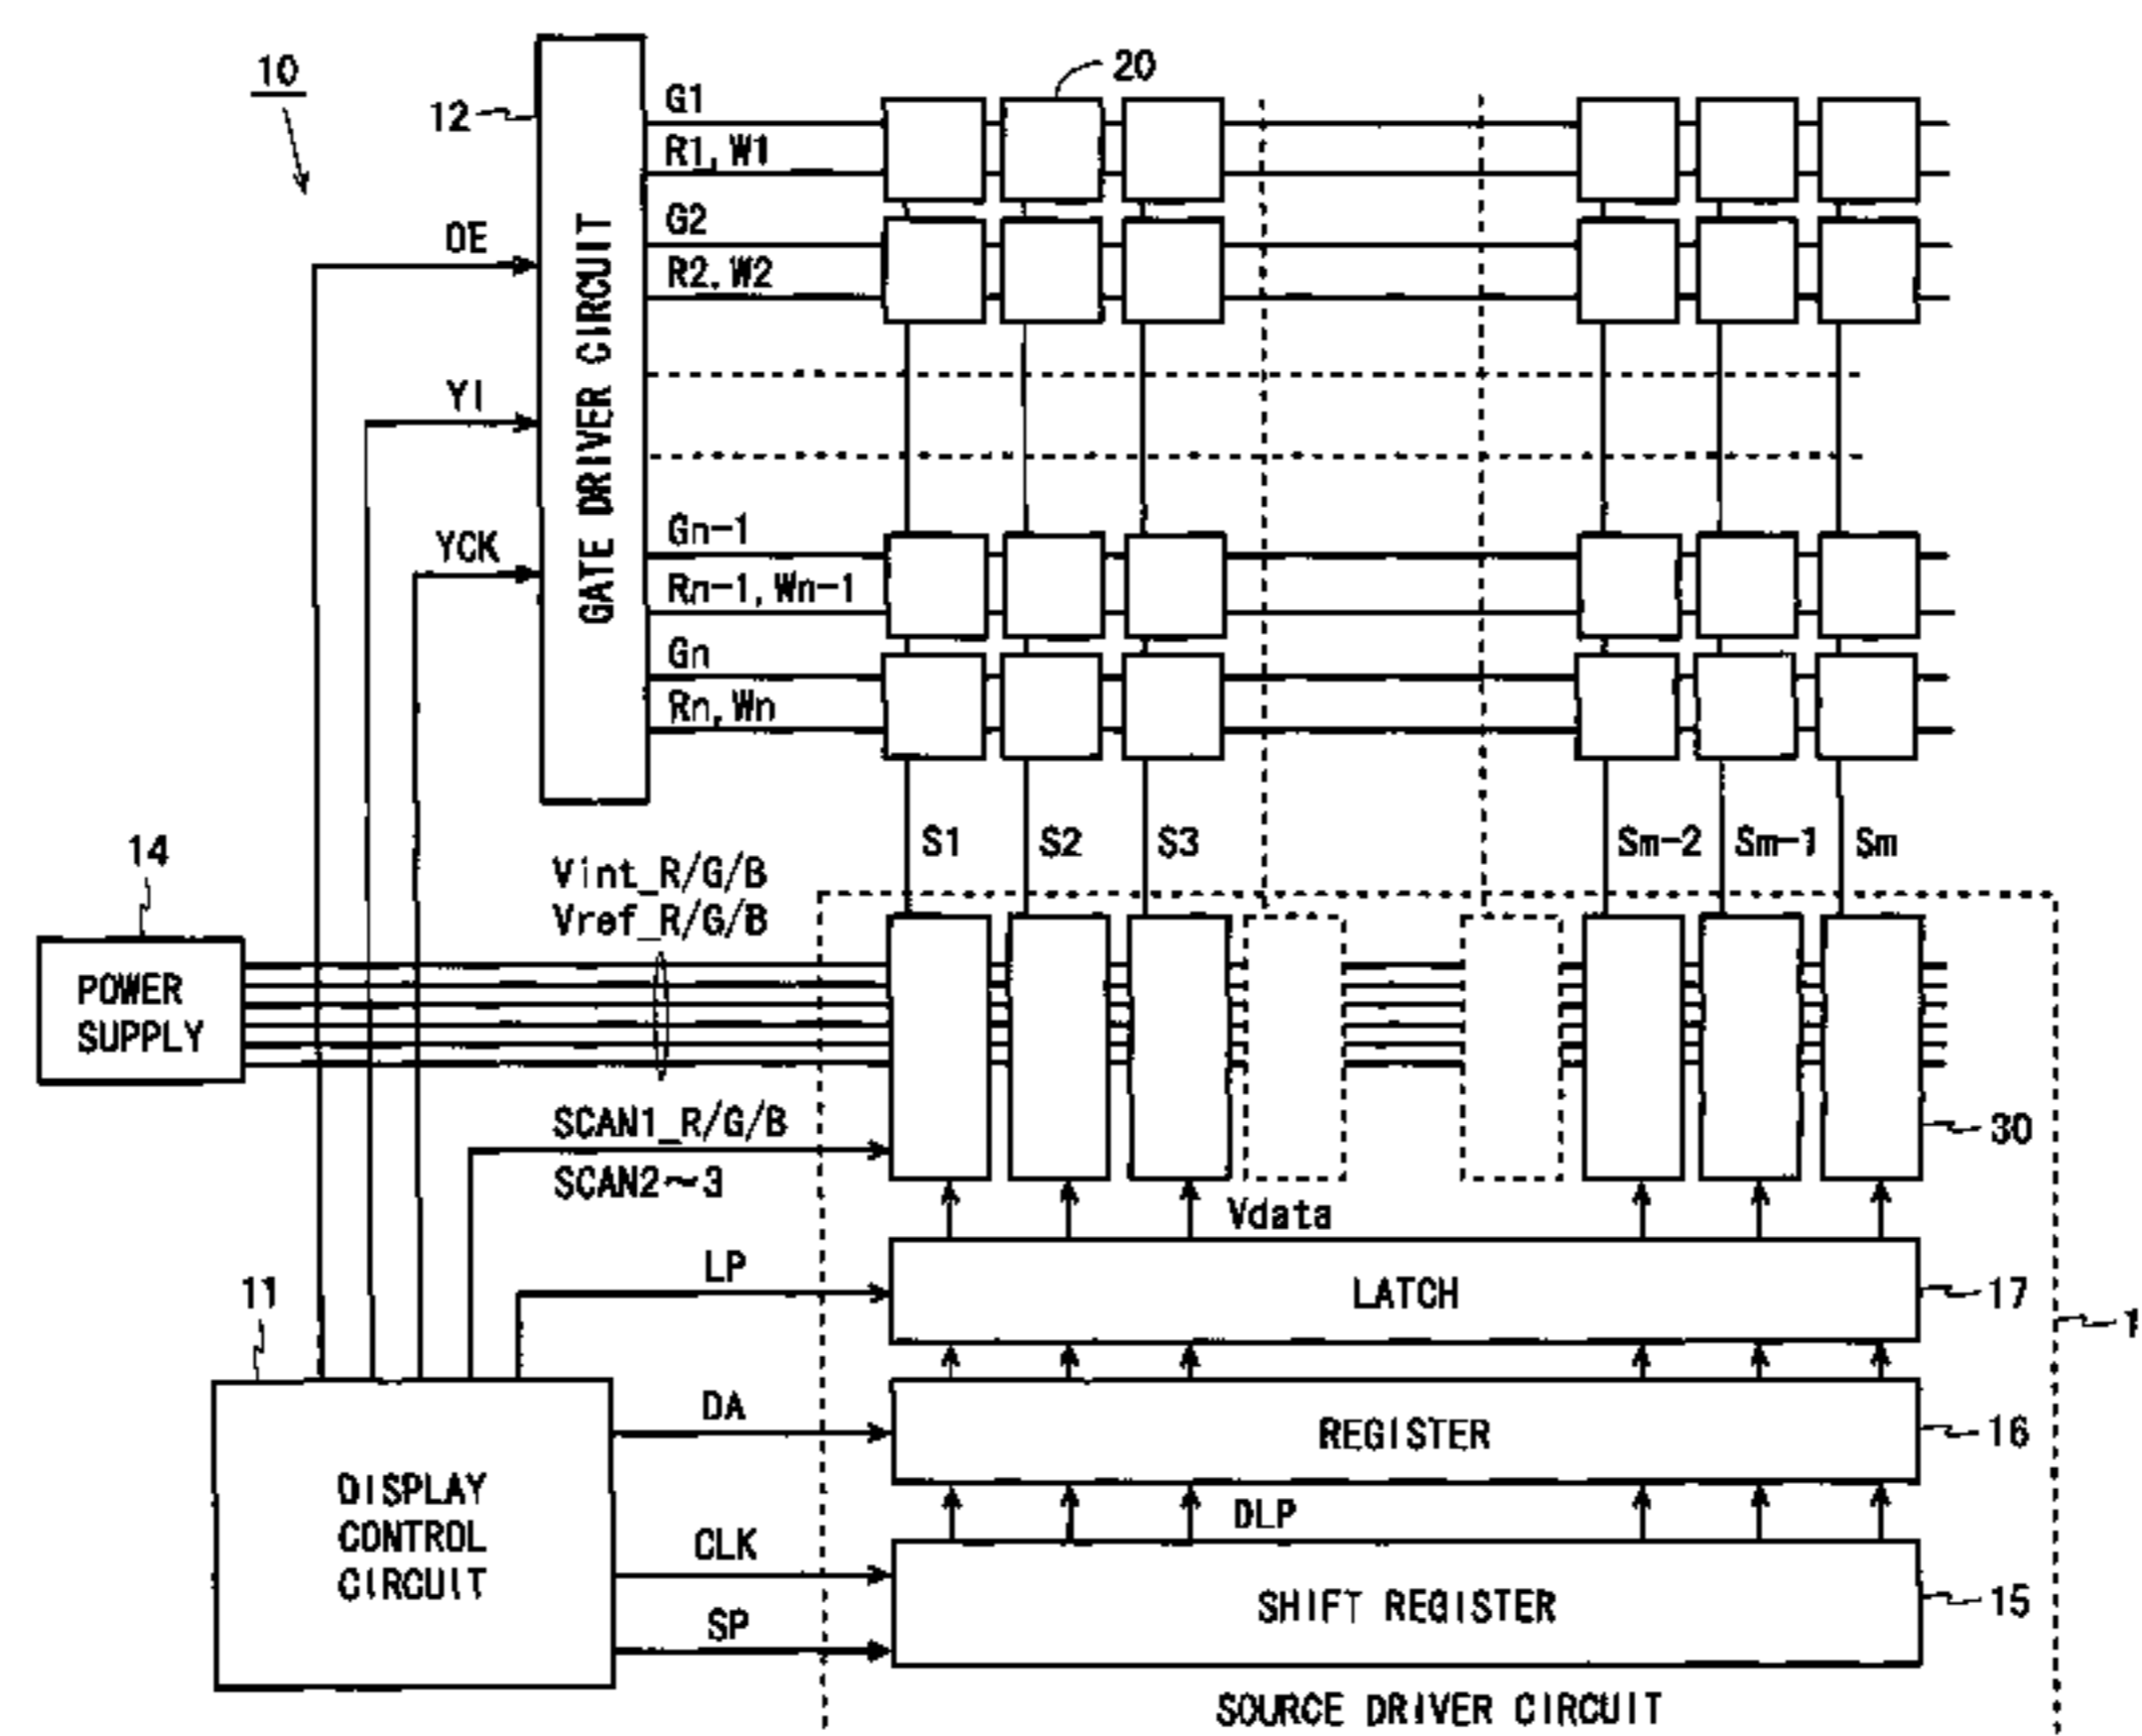 10
20
12
G1
R1, W1
G2
R2, W2
OE
YI
YCK
GATE DRIVER CIRCUIT
Gn-1
Rn-1, Wn-1
Gn
Rn, Wn
S1
S2
S3
Sm-2
Sm-1
Sm
14
Vint_R/G/B
Vref_R/G/B
POWER
SUPPLY
SCAN1_R/G/B
SCAN2~3
30
Vdata
11
LP
LATCH
17
1
DA
REGISTER
16
DISPLAY
CONTROL
CIRCUIT
DLP
CLK
SP
SHIFT REGISTER
15
SOURCE DRIVER CIRCUIT